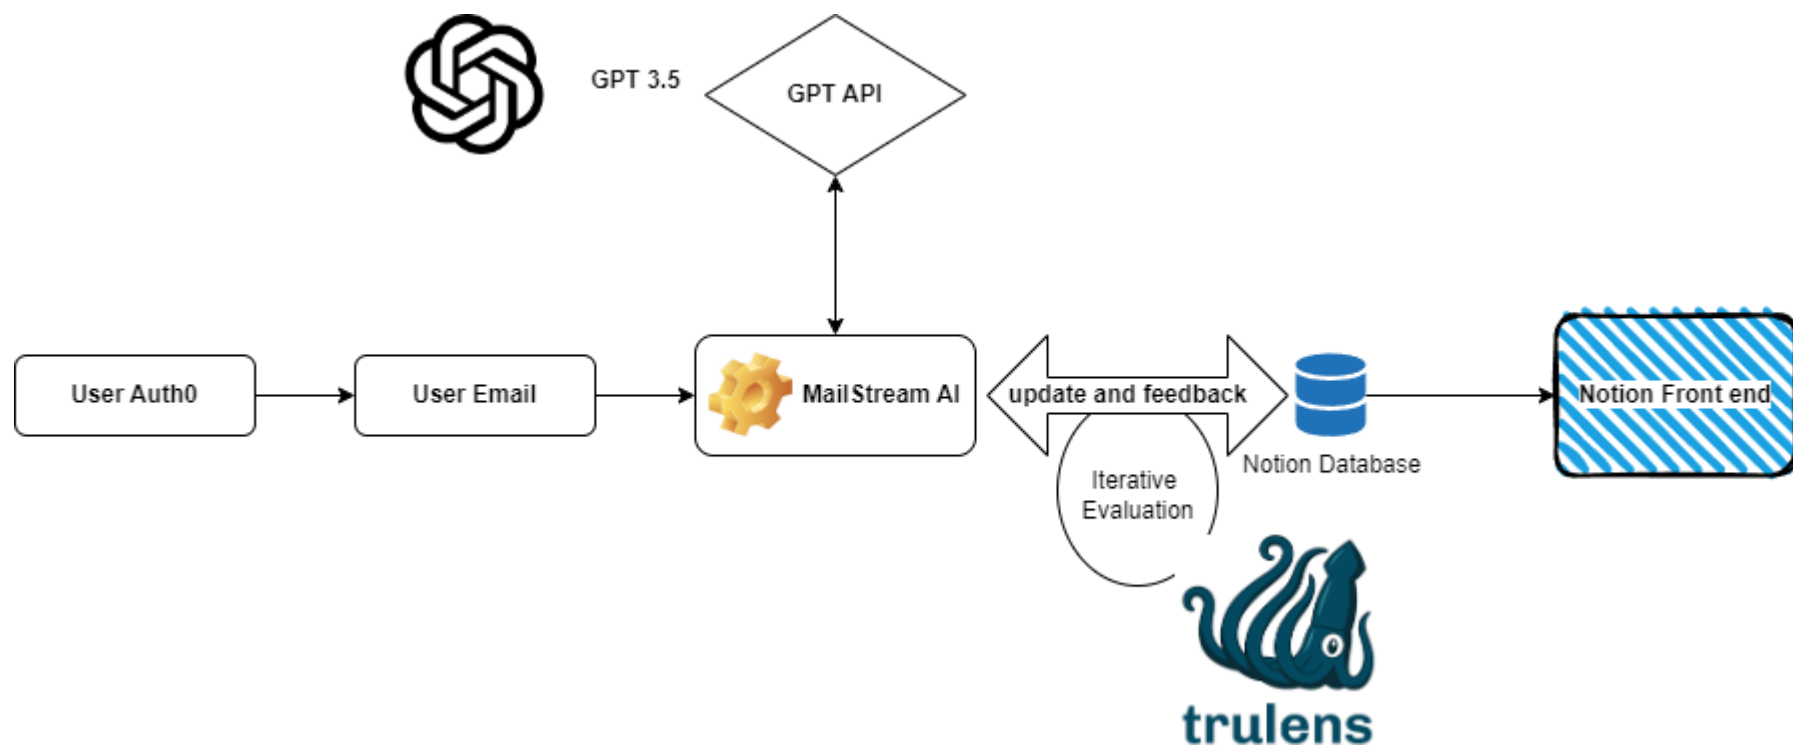 GPT 3.5
GPT API
User Auth0
User Email
MailStream AI
update and feedback
Notion Database
Notion Front end
Iterative
Evaluation
trulens